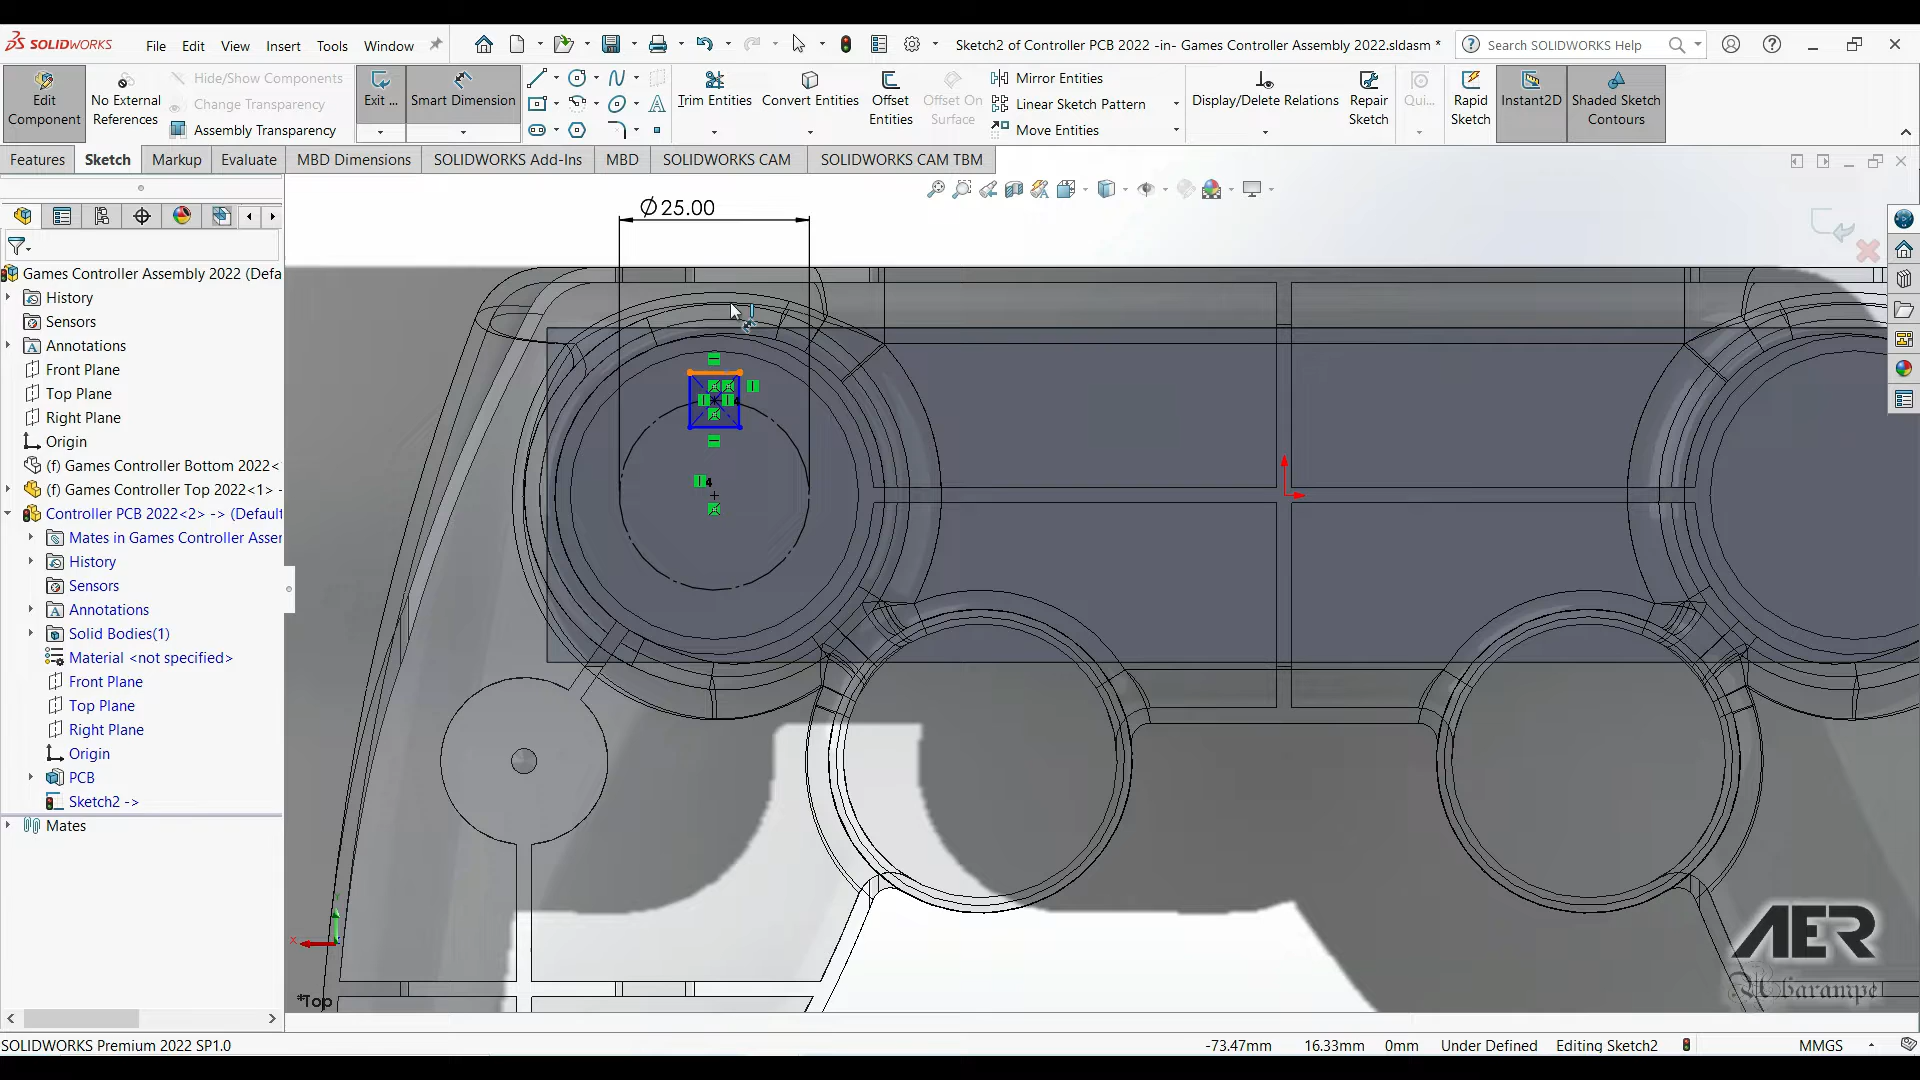 SOLIDWORKS
File Edit View Insert Tools Window
Sketch2 of Controller PCB 2022 -in- Games Controller Assembly 2022.sldasm *
Search SOLIDWORKS Help
Edit Component
No External References
Hide/Show Components
Change Transparency
Assembly Transparency
Exit ...
Smart Dimension
Trim Entities
Convert Entities
Offset Entities
Offset On Surface
Mirror Entities
Linear Sketch Pattern
Move Entities
Display/Delete Relations
Repair Sketch
Qui...
Rapid Sketch
Instant2D
Shaded Sketch Contours
Features Sketch Markup Evaluate MBD Dimensions SOLIDWORKS Add-Ins MBD SOLIDWORKS CAM SOLIDWORKS CAM TBM
Games Controller Assembly 2022 (Defa
History
Sensors
Annotations
Front Plane
Top Plane
Right Plane
Origin
(f) Games Controller Bottom 2022<
(f) Games Controller Top 2022<1> -
Controller PCB 2022<2> -> (Default
Mates in Games Controller Asser
History
Sensors
Annotations
Solid Bodies(1)
Material <not specified>
Front Plane
Top Plane
Right Plane
Origin
PCB
Sketch2 ->
Mates
Ø25.00
4
x
*Top
AER
Abarampe
SOLIDWORKS Premium 2022 SP1.0
-73.47mm 16.33mm 0mm Under Defined Editing Sketch2 MMGS